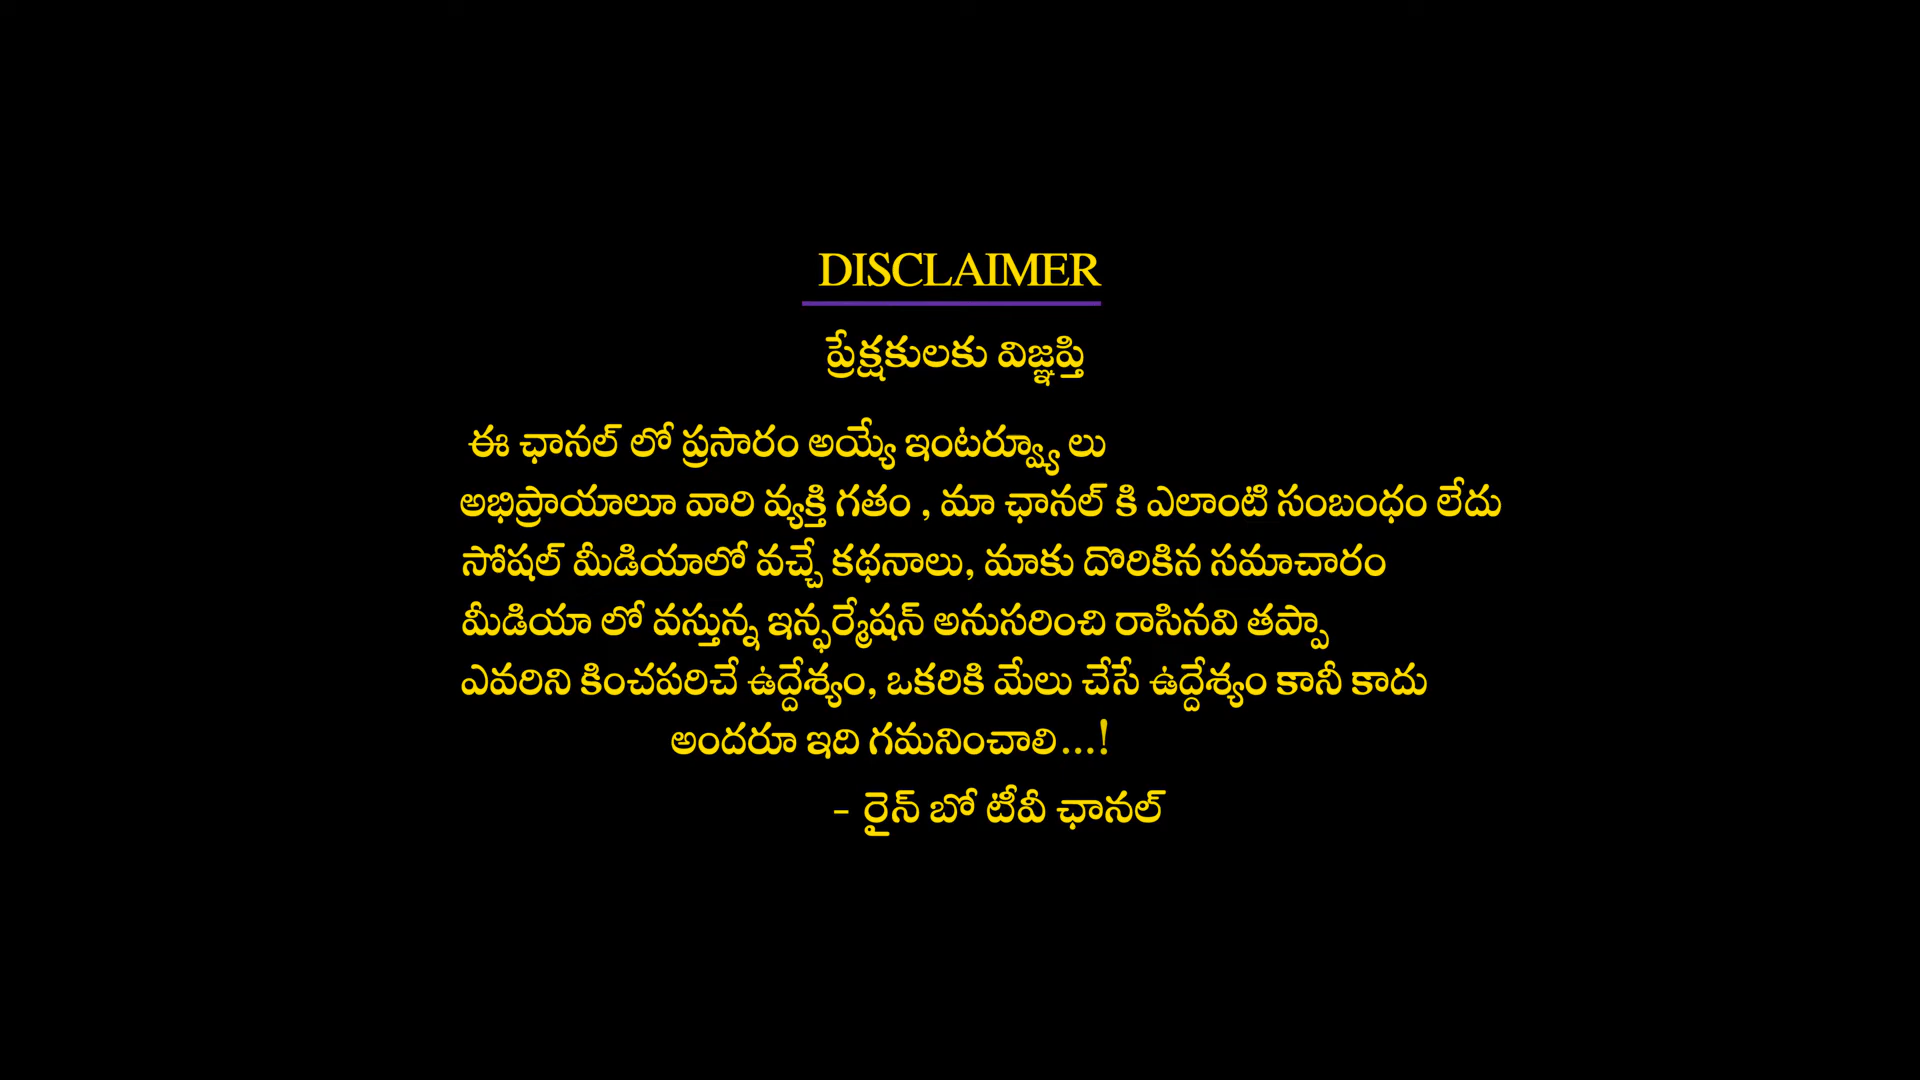 DISCLAIMER
ప్రేక్షకులకు విజ్ఞప్తి
ఈ ఛానల్ లో ప్రసారం అయ్యే ఇంటర్వ్యూ లు
అభిప్రాయాలూ వారి వ్యక్తి గతం , మా ఛానల్ కి ఎలాంటి సంబంధం లేదు
సోషల్ మీడియాలో వచ్చే కథనాలు, మాకు దొరికిన సమాచారం
మీడియా లో వస్తున్న ఇన్ఫర్మేషన్ అనుసరించి రాసినవి తప్పా
ఎవరిని కించపరిచే ఉద్దేశ్యం, ఒకరికి మేలు చేసే ఉద్దేశ్యం కానీ కాదు
అందరూ ఇది గమనించాలి...!
- రైన్ బో టీవీ ఛానల్